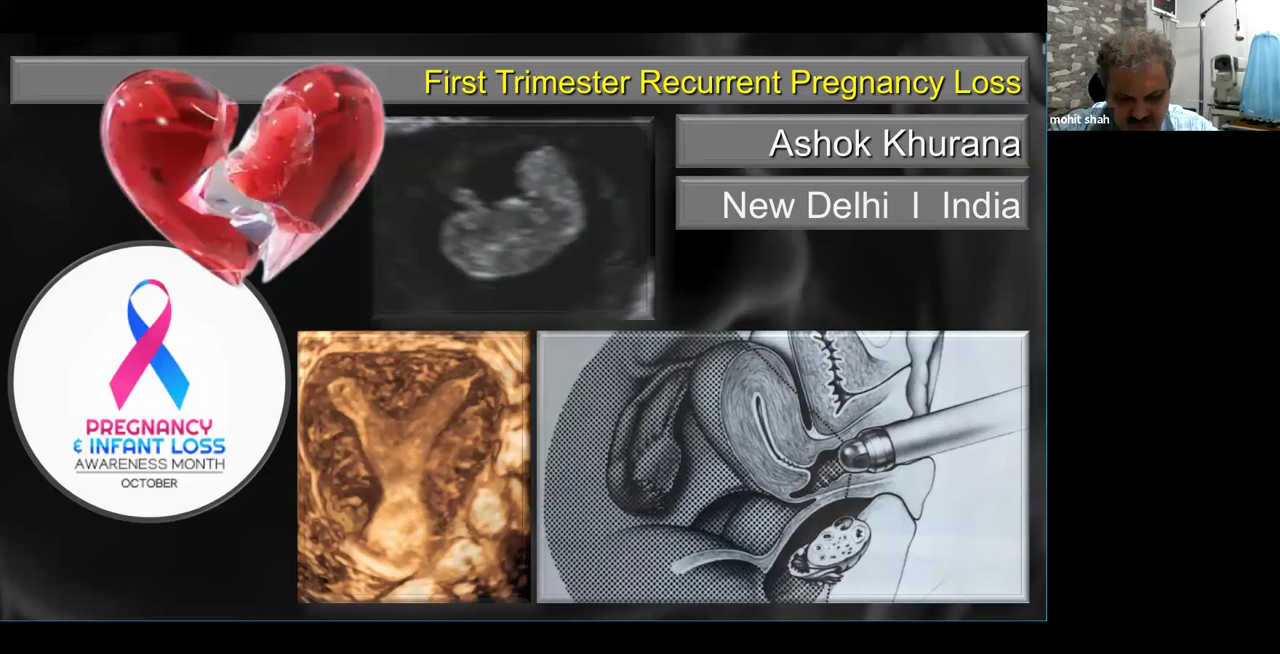 First Trimester Recurrent Pregnancy Loss
Ashok Khurana
New Delhi I India
PREGNANCY
& INFANT LOSS
AWARENESS MONTH
OCTOBER
mohit shah